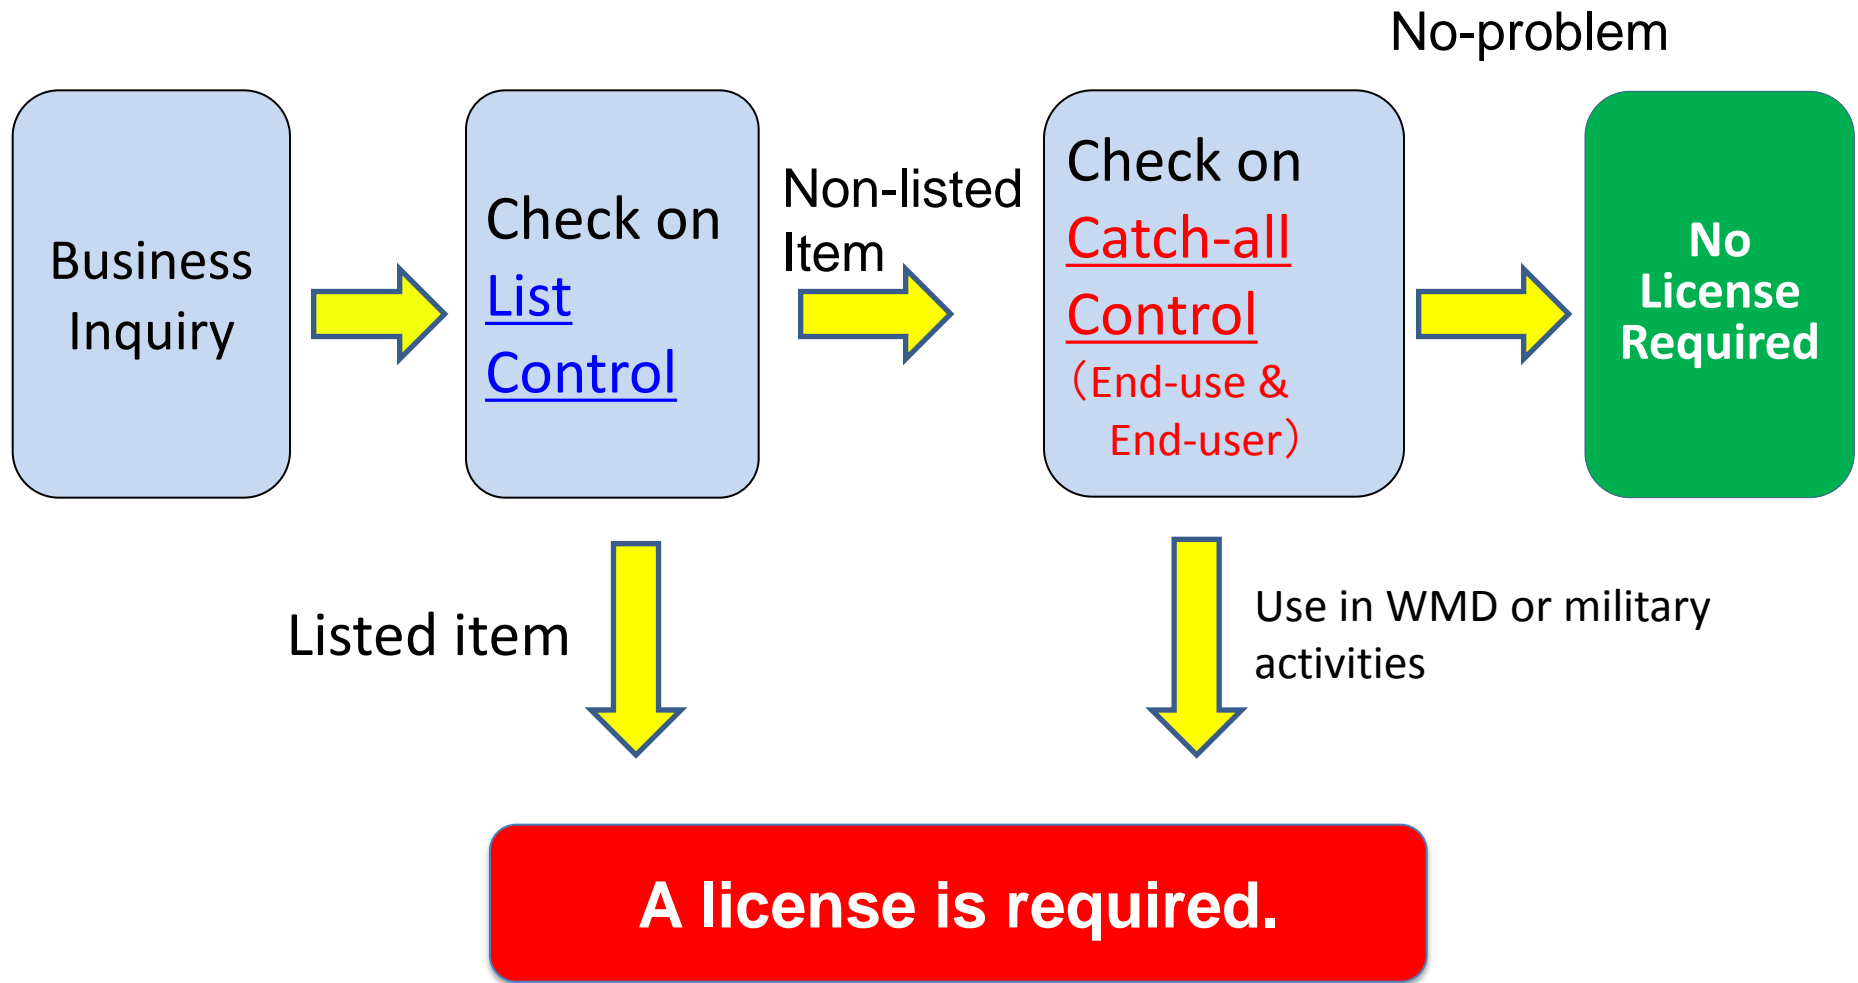 No-problem
Business
Inquiry
Check on
List
Control
Non-listed
Item
Check on
Catch-all
Control
（End-use &
End-user）
No
License
Required
Listed item
Use in WMD or military
activities
A license is required.